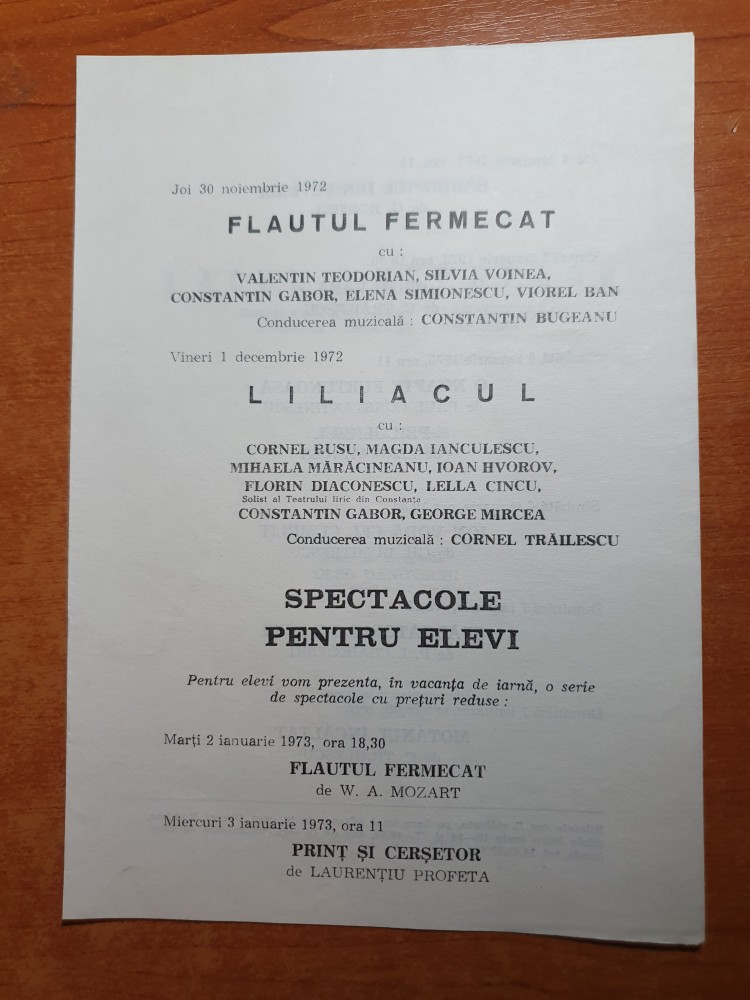 Joi 30 noiembrie 1972
FLAUTUL FERMECAT
cu :
VALENTIN TEODORIAN, SILVIA VOINEA,
CONSTANTIN GABOR, ELENA SIMIONESCU, VIOREL BAN
Conducerea muzicală : CONSTANTIN BUGEANU
Vineri 1 decembrie 1972
LILIACUL
cu :
CORNEL RUSU, MAGDA IANCULESCU,
MIHAELA MĂRĂCINEANU, IOAN HVOROV,
FLORIN DIACONESCU, LELLA CINCU,
Solist al Teatrului liric din Constanța
CONSTANTIN GABOR, GEORGE MIRCEA
Conducerea muzicală : CORNEL TRĂILESCU
SPECTACOLE
PENTRU ELEVI
Pentru elevi vom prezenta, în vacanța de iarnă, o serie
de spectacole cu prețuri reduse :
Marți 2 ianuarie 1973, ora 18,30
FLAUTUL FERMECAT
de W. A. MOZART
Miercuri 3 ianuarie 1973, ora 11
PRINȚ ȘI CERȘETOR
de LAURENȚIU PROFETA